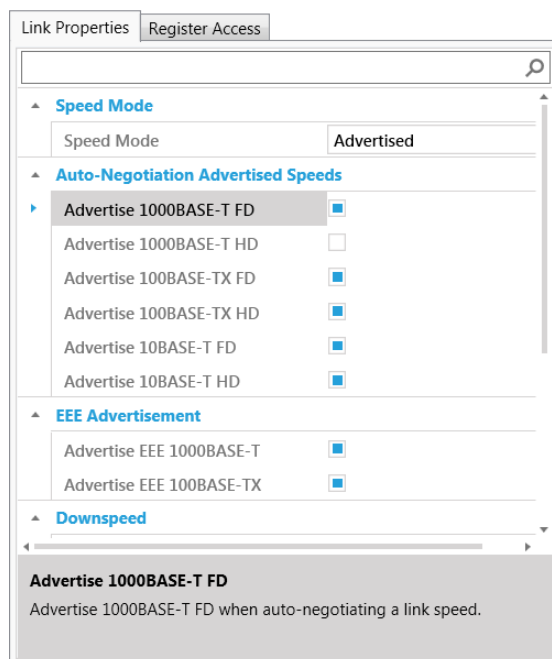 Link Properties Register Access
Speed Mode
Speed Mode Advertised
Auto-Negotiation Advertised Speeds
Advertise 1000BASE-T FD
Advertise 1000BASE-T HD
Advertise 100BASE-TX FD
Advertise 100BASE-TX HD
Advertise 10BASE-T FD
Advertise 10BASE-T HD
EEE Advertisement
Advertise EEE 1000BASE-T
Advertise EEE 100BASE-TX
Downspeed
Advertise 1000BASE-T FD
Advertise 1000BASE-T FD when auto-negotiating a link speed.